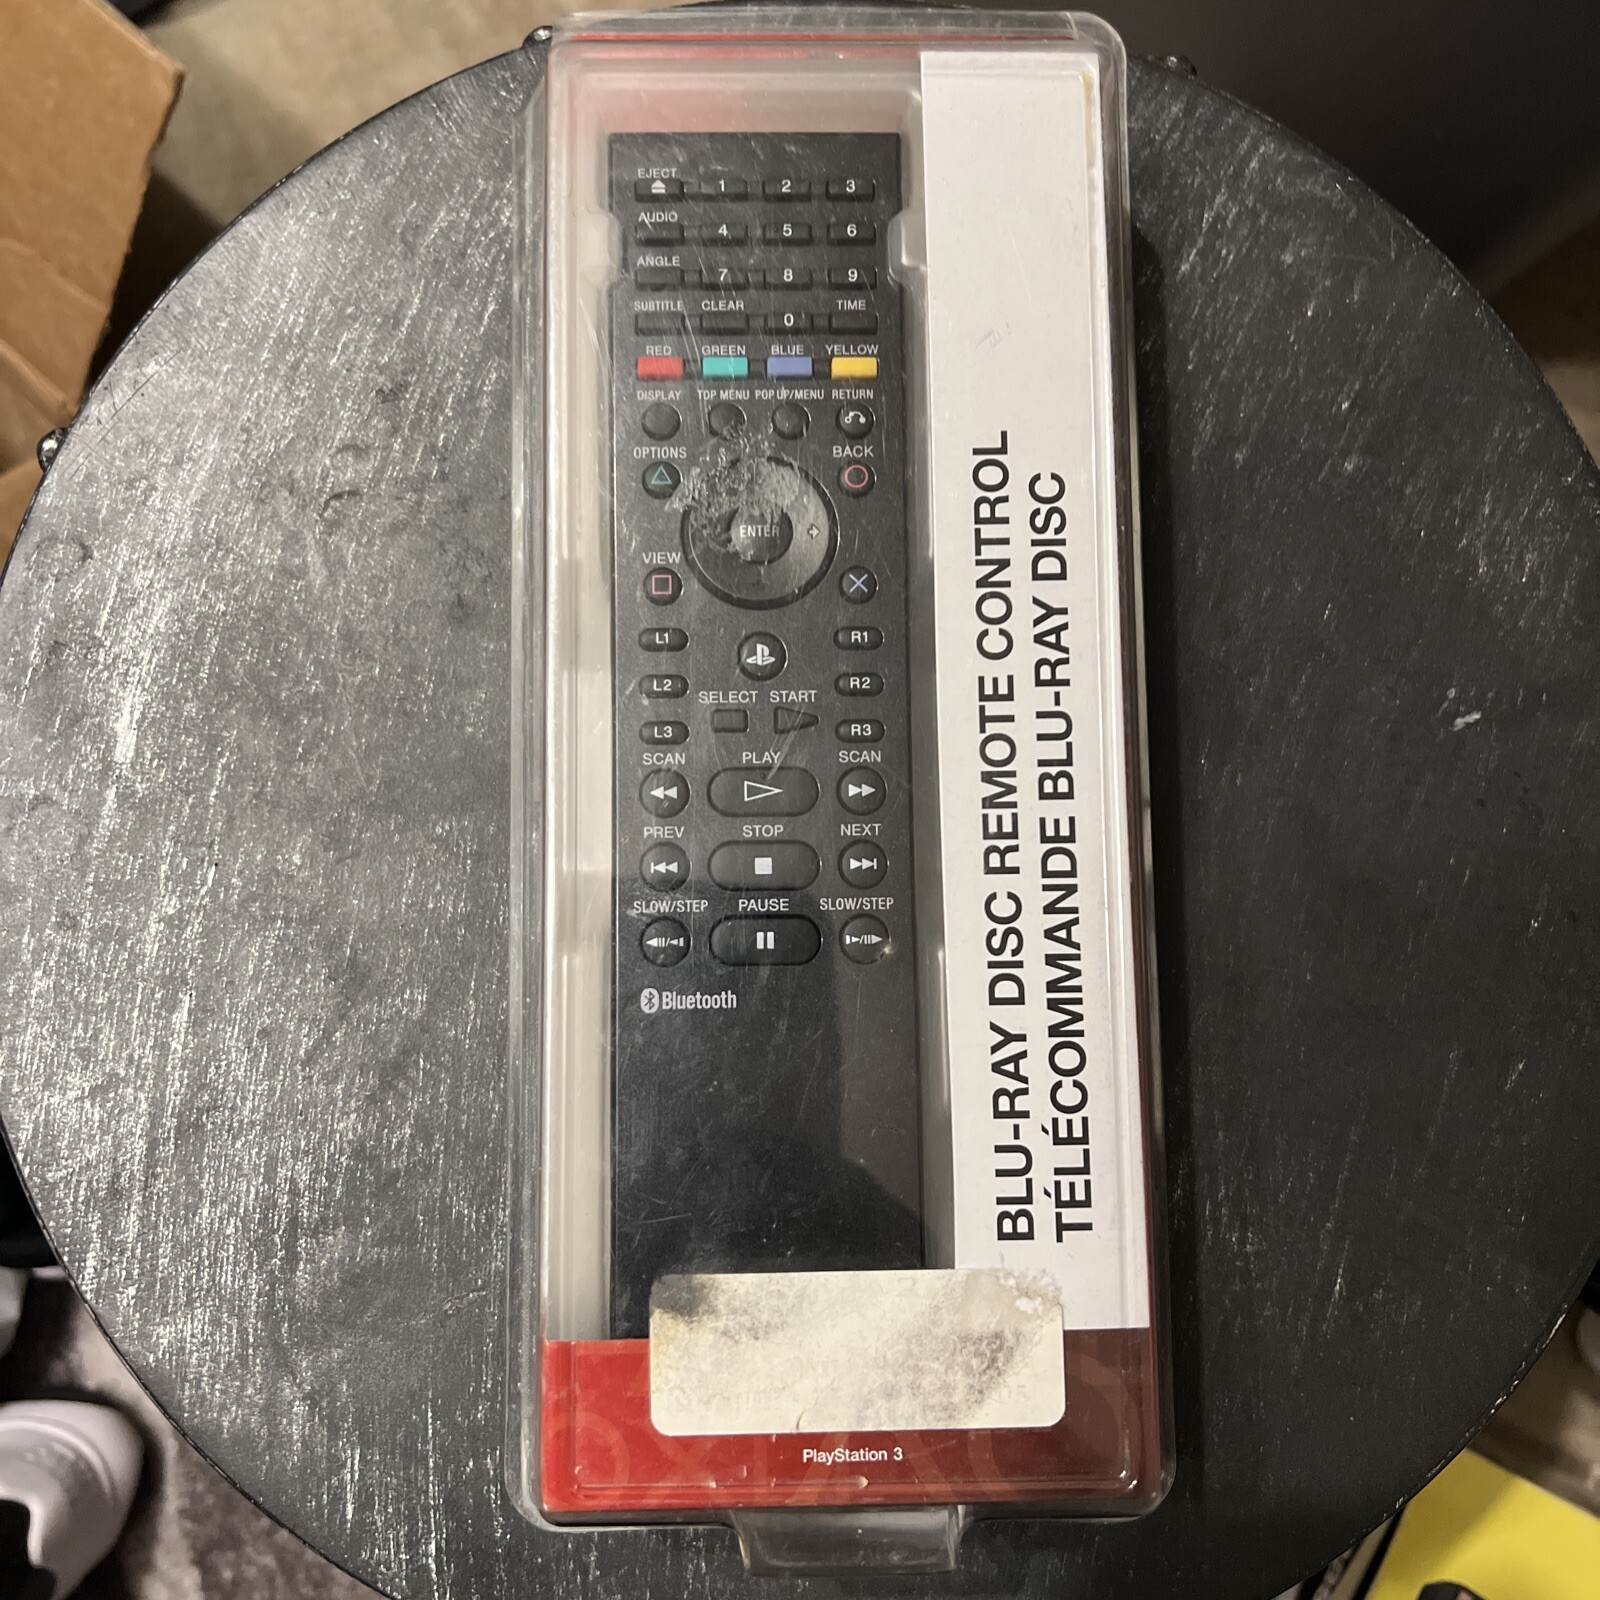 EJECT
1 2 3
AUDIO
4 5 6
ANGLE
7 8 9
SUBTITLE CLEAR TIME
0
RED GREEN BLUE YELLOW
DISPLAY TOP MENU POP UP/MENU RETURN
OPTIONS BACK
ENTER
VIEW
L1 R1
L2 R2
SELECT START
L3 R3
SCAN PLAY SCAN
PREV STOP NEXT
SLOW/STEP PAUSE SLOW/STEP
Bluetooth
BLU-RAY DISC REMOTE CONTROL
TÉLÉCOMMANDE BLU-RAY DISC
PlayStation 3